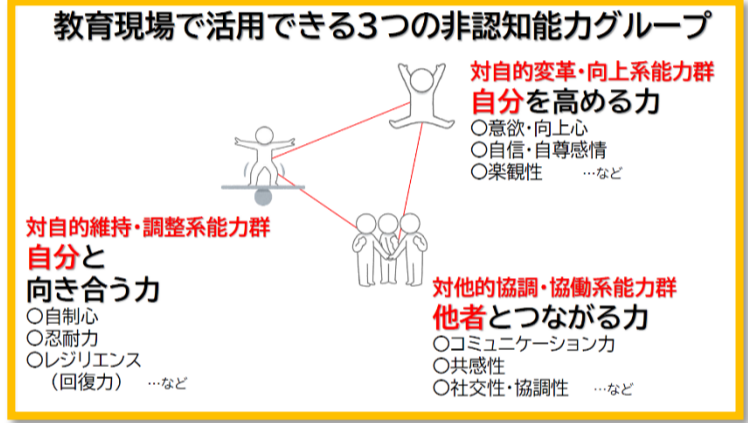 教育現場で活用できる3つの非認知能力グループ
対自的変革・向上系能力群
自分を高める力
○意欲・向上心
○自信・自尊感情
○楽観性 …など
対自的維持・調整系能力群
自分と
向き合う力
○自制心
○忍耐力
○レジリエンス
（回復力） …など
対他的協調・協働系能力群
他者とつながる力
○コミュニケーション力
○共感性
○社交性・協調性 …など